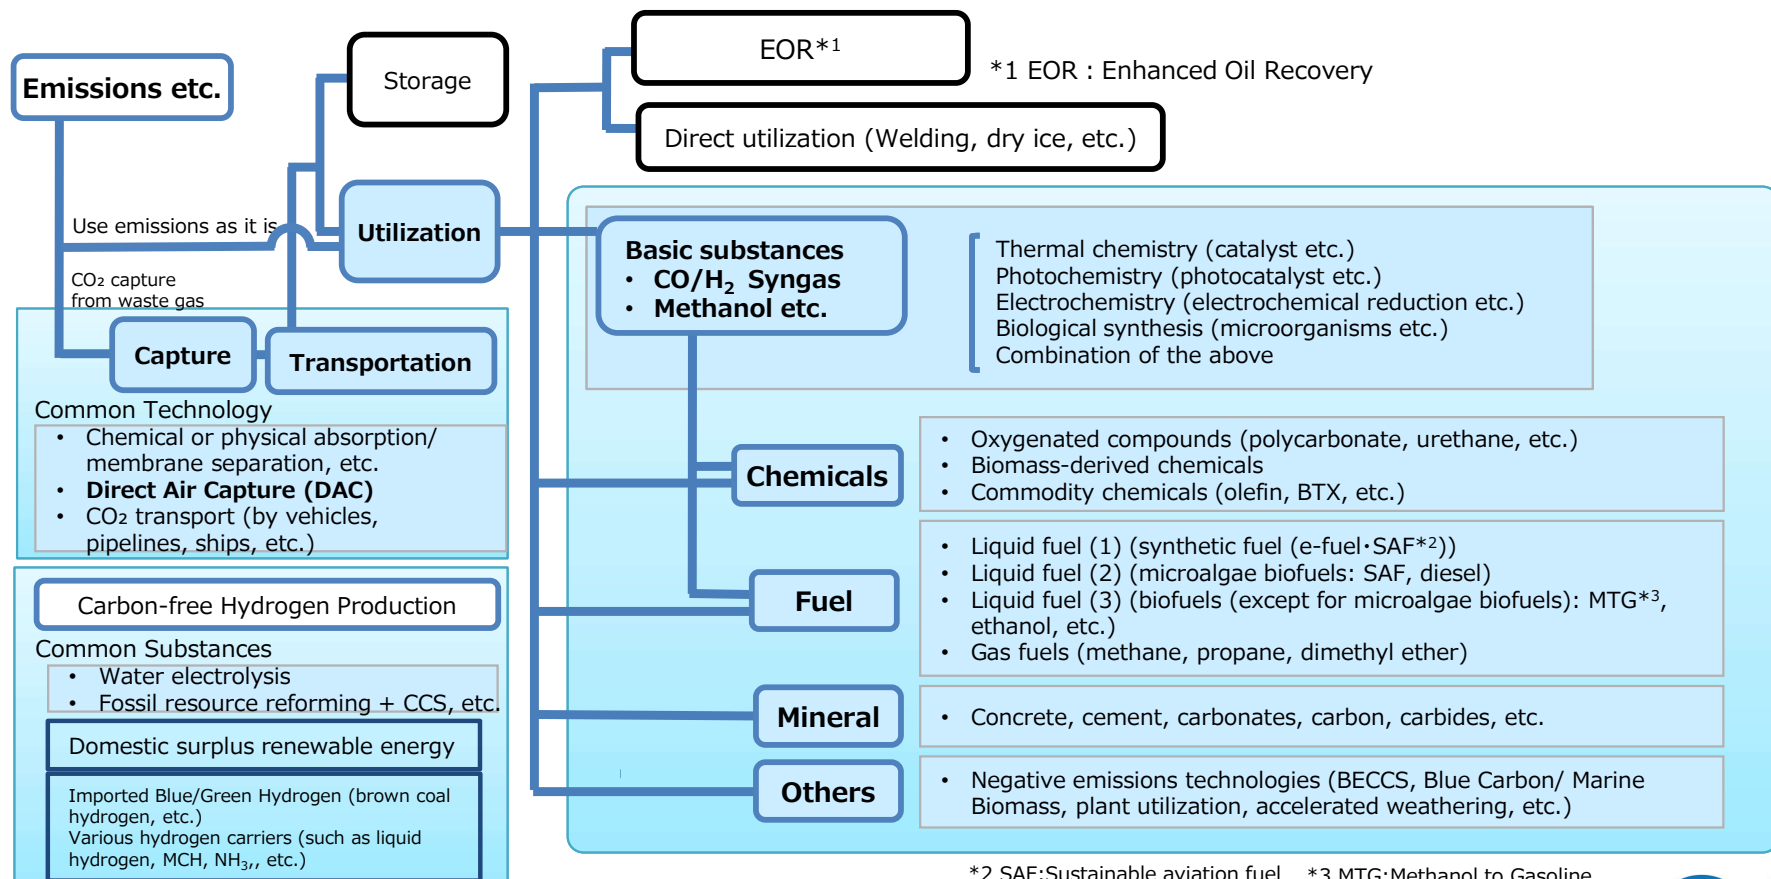 Emissions etc.
Storage
EOR*1
*1 EOR : Enhanced Oil Recovery
Direct utilization (Welding, dry ice, etc.)
Use emissions as it is
Utilization
CO₂ capture
from waste gas
Capture
Transportation
Common Technology
• Chemical or physical absorption/
membrane separation, etc.
• Direct Air Capture (DAC)
• CO₂ transport (by vehicles,
pipelines, ships, etc.)
Carbon-free Hydrogen Production
Common Substances
• Water electrolysis
• Fossil resource reforming + CCS, etc.
Domestic surplus renewable energy
Imported Blue/Green Hydrogen (brown coal
hydrogen, etc.)
Various hydrogen carriers (such as liquid
hydrogen, MCH, NH₃,, etc.)
Basic substances
• CO/H₂ Syngas
• Methanol etc.
Thermal chemistry (catalyst etc.)
Photochemistry (photocatalyst etc.)
Electrochemistry (electrochemical reduction etc.)
Biological synthesis (microorganisms etc.)
Combination of the above
Chemicals
• Oxygenated compounds (polycarbonate, urethane, etc.)
• Biomass-derived chemicals
• Commodity chemicals (olefin, BTX, etc.)
Fuel
• Liquid fuel (1) (synthetic fuel (e-fuel･SAF*2))
• Liquid fuel (2) (microalgae biofuels: SAF, diesel)
• Liquid fuel (3) (biofuels (except for microalgae biofuels): MTG*3,
ethanol, etc.)
• Gas fuels (methane, propane, dimethyl ether)
Mineral
• Concrete, cement, carbonates, carbon, carbides, etc.
Others
• Negative emissions technologies (BECCS, Blue Carbon/ Marine
Biomass, plant utilization, accelerated weathering, etc.)
*2 SAF:Sustainable aviation fuel *3 MTG:Methanol to Gasoline